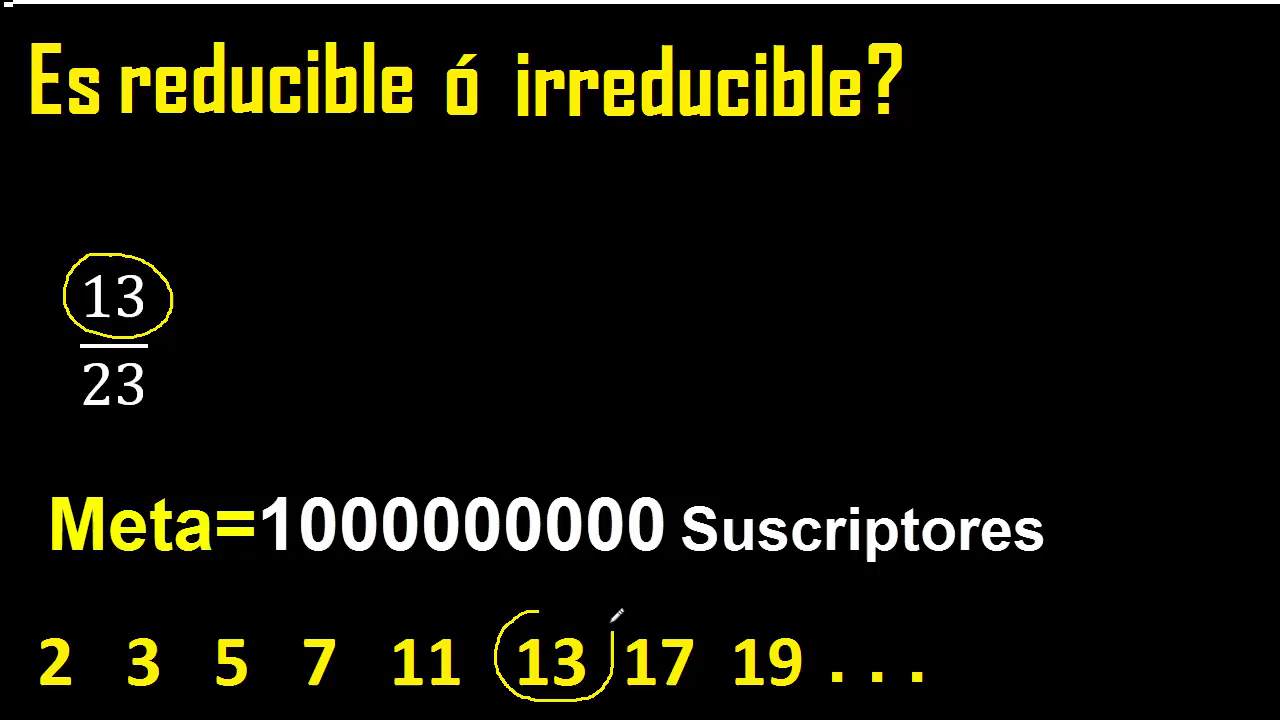 Es reducible ó irreducible?
13
23
Meta=1000000000 Suscriptores
2 3 5 7 11 13 17 19 . . .